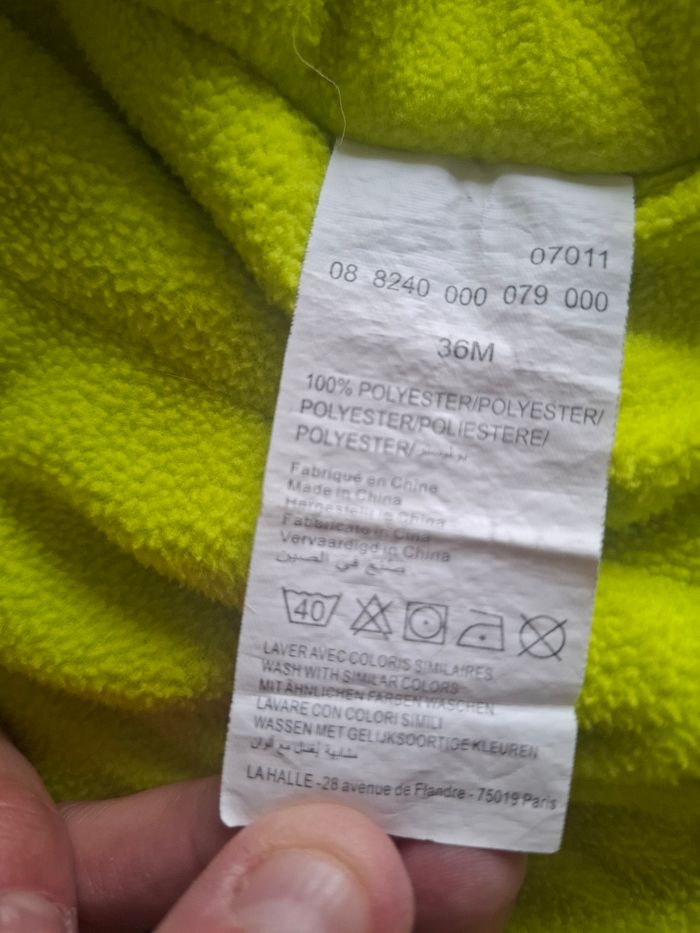 07011
08 8240 000 079 000
36M
100% POLYESTER/POLYESTER/
POLYESTER/POLIESTERE/
POLYESTER/
Fabriqué en Chine
Made in China
Hergestellt in China
Fabbricato in Cina
Vervaardigd in China
صنع في الصين
40
LAVER AVEC COLORIS SIMILAIRES
WASH WITH SIMILAR COLORS
MIT ÄHNLICHEN FARBEN WASCHEN
LAVARE CON COLORI SIMILI
WASSEN MET GELIJKSOORTIGE KLEUREN
LA HALLE -28 avenue de Flandre - 75019 Paris